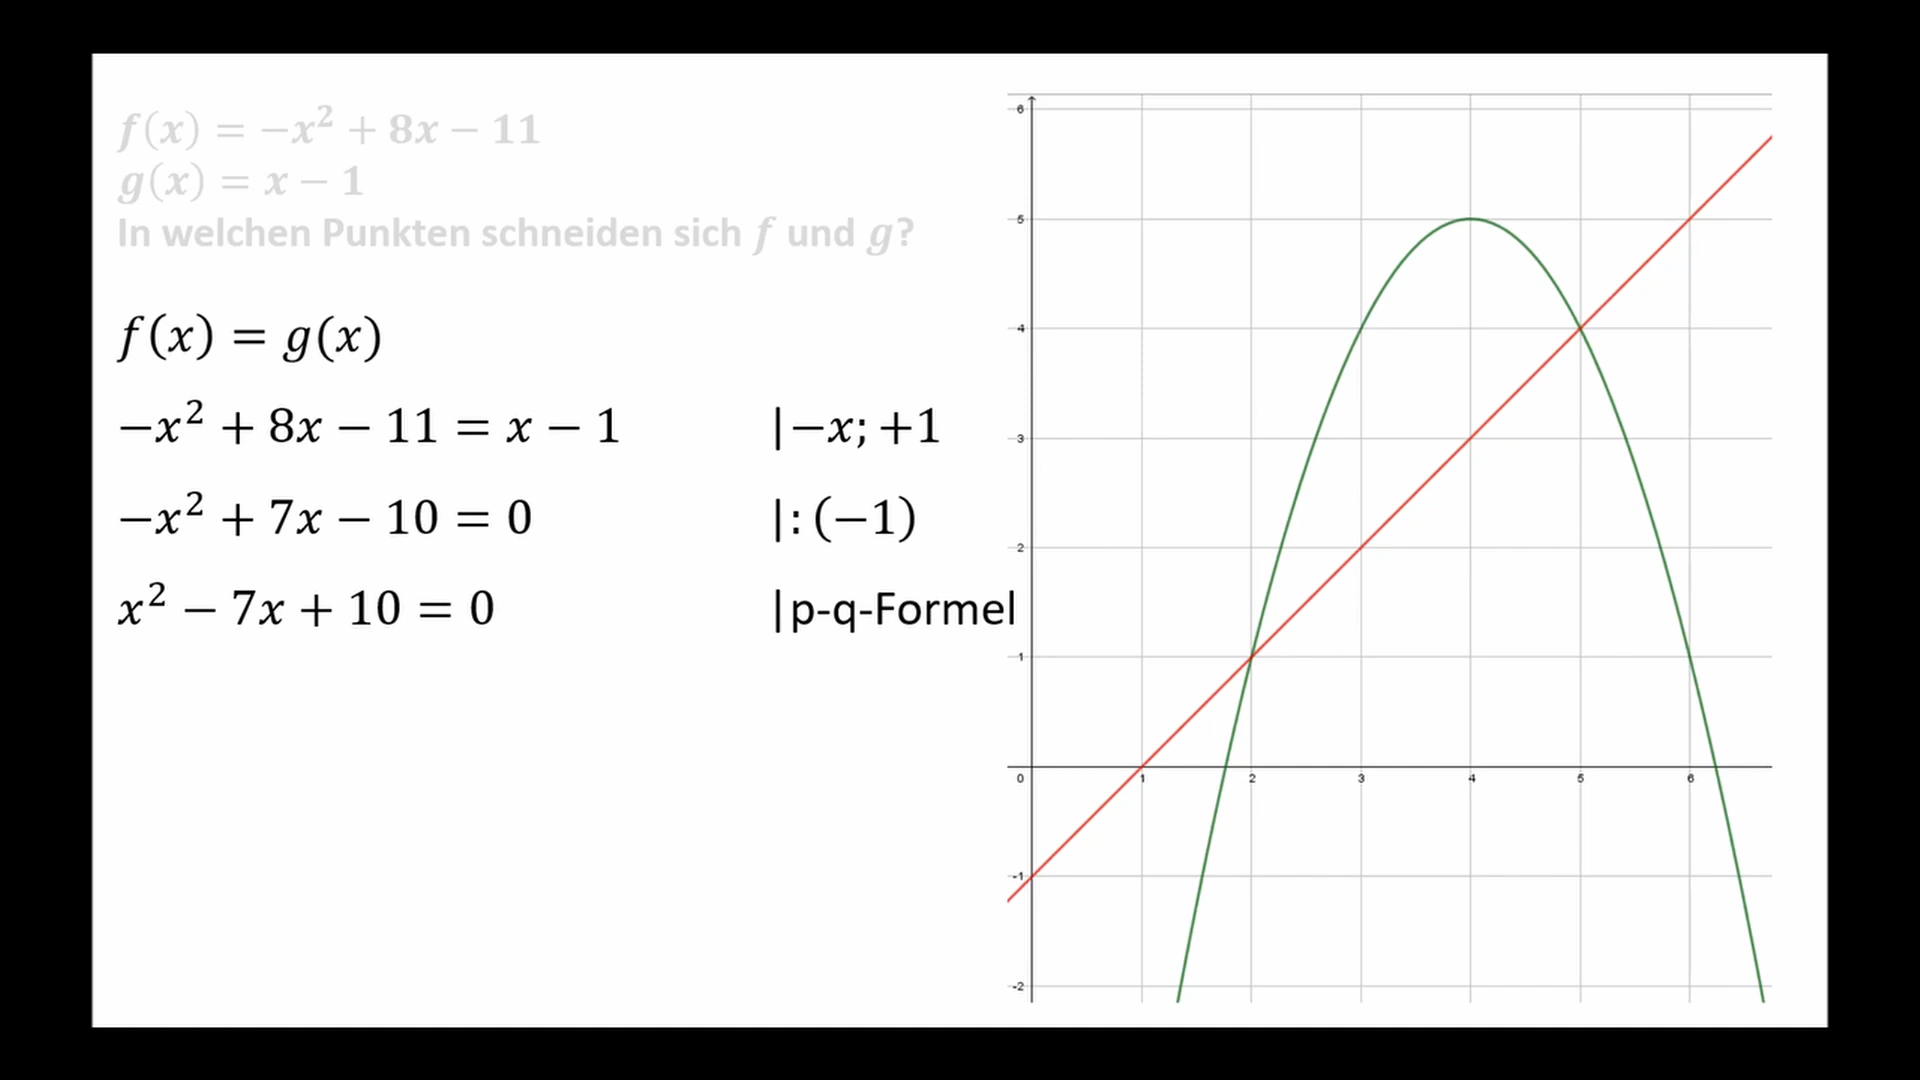 f(x) = −x² + 8x − 11
g(x) = x − 1
In welchen Punkten schneiden sich f und g?
f(x) = g(x)
−x² + 8x − 11 = x − 1 |−x; +1
−x² + 7x − 10 = 0 |: (−1)
x² − 7x + 10 = 0 |p-q-Formel
6
5
4
3
2
1
0 1 2 3 4 5 6
-1
-2